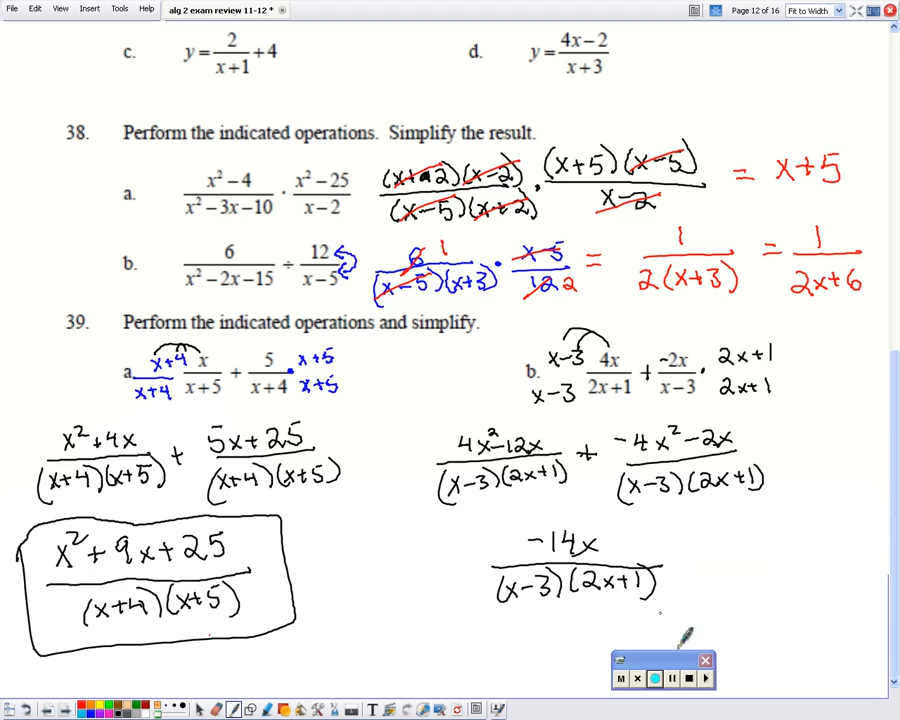 File Edit View Insert Tools Help alg 2 exam review 11-12 * Page 12 of 16 Fit to Width
c. y = 2/(x+1) + 4 d. y = (4x-2)/(x+3)
38. Perform the indicated operations. Simplify the result.
a. (x²-4)/(x²-3x-10) · (x²-25)/(x-2) (x+2)(x-2)/(x-5)(x+2) · (x+5)(x-5)/(x-2) = x+5
b. 6/(x²-2x-15) ÷ 12/(x-5) 6 1/(x-5)(x+3) · (x-5)/12 2 = 1/2(x+3) = 1/(2x+6)
39. Perform the indicated operations and simplify.
a. (x+4)/(x+4) x/(x+5) + 5/(x+4) · (x+5)/(x+5) b. (x-3)/(x-3) 4x/(2x+1) + -2x/(x-3) · (2x+1)/(2x+1)
(x²+4x)/(x+4)(x+5) + (5x+25)/(x+4)(x+5) (4x²-12x)/(x-3)(2x+1) + (-4x²-2x)/(x-3)(2x+1)
(x²+9x+25)/(x+4)(x+5) -14x/(x-3)(2x+1)